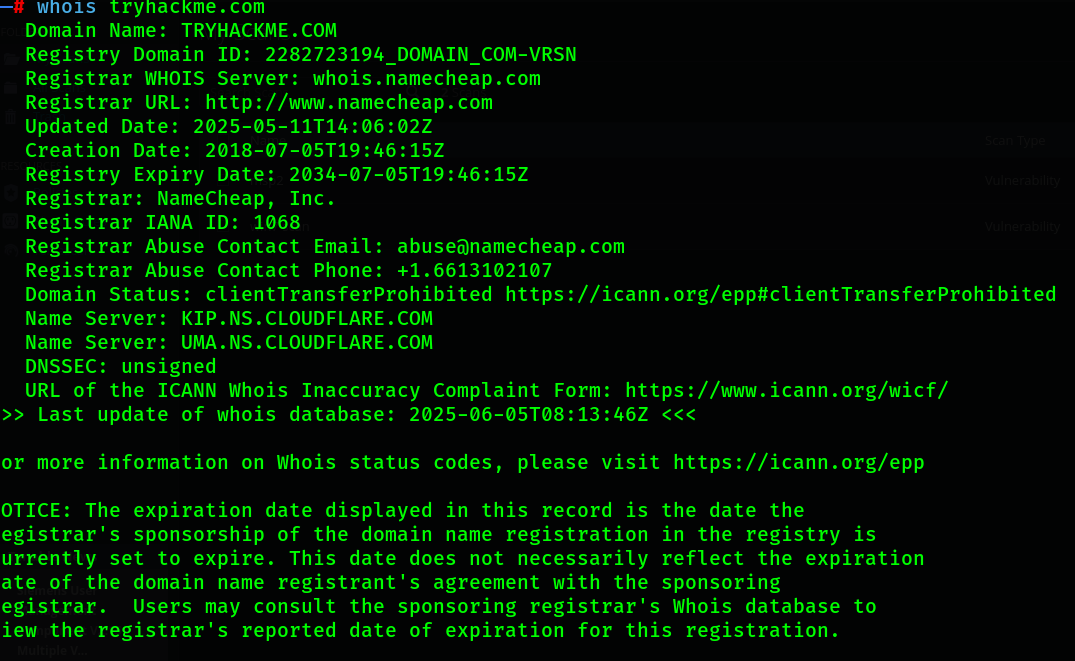 # whois tryhackme.com
Domain Name: TRYHACKME.COM
Registry Domain ID: 2282723194_DOMAIN_COM-VRSN
Registrar WHOIS Server: whois.namecheap.com
Registrar URL: http://www.namecheap.com
Updated Date: 2025-05-11T14:06:02Z
Creation Date: 2018-07-05T19:46:15Z
Registry Expiry Date: 2034-07-05T19:46:15Z
Registrar: NameCheap, Inc.
Registrar IANA ID: 1068
Registrar Abuse Contact Email: abuse@namecheap.com
Registrar Abuse Contact Phone: +1.6613102107
Domain Status: clientTransferProhibited https://icann.org/epp#clientTransferProhibited
Name Server: KIP.NS.CLOUDFLARE.COM
Name Server: UMA.NS.CLOUDFLARE.COM
DNSSEC: unsigned
URL of the ICANN Whois Inaccuracy Complaint Form: https://www.icann.org/wicf/
>> Last update of whois database: 2025-06-05T08:13:46Z <<<
or more information on Whois status codes, please visit https://icann.org/epp
OTICE: The expiration date displayed in this record is the date the
egistrar's sponsorship of the domain name registration in the registry is
urrently set to expire. This date does not necessarily reflect the expiration
ate of the domain name registrant's agreement with the sponsoring
egistrar.  Users may consult the sponsoring registrar's Whois database to
iew the registrar's reported date of expiration for this registration.
Scan Type
Vulnerability
Vulnerability
Multiple V...